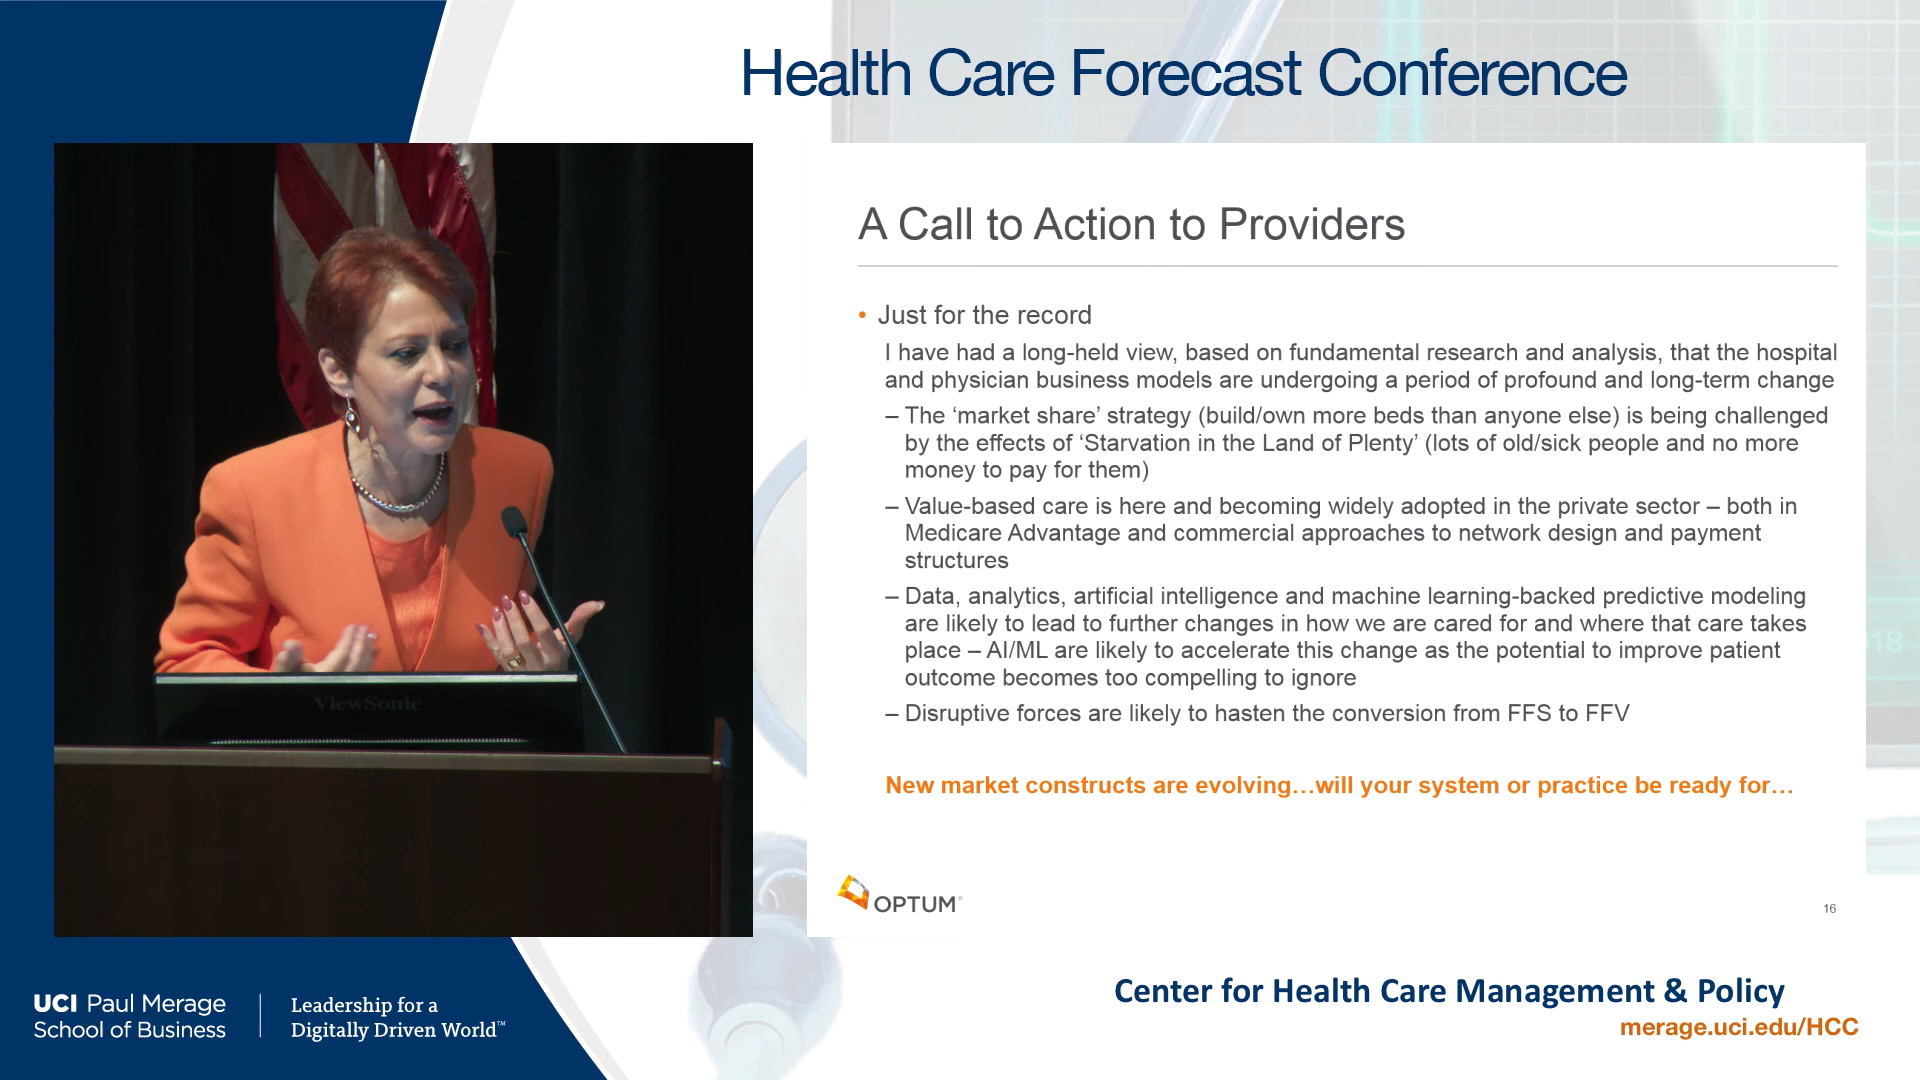 Health Care Forecast Conference
A Call to Action to Providers
• Just for the record
I have had a long-held view, based on fundamental research and analysis, that the hospital
and physician business models are undergoing a period of profound and long-term change
– The ‘market share’ strategy (build/own more beds than anyone else) is being challenged
by the effects of ‘Starvation in the Land of Plenty’ (lots of old/sick people and no more
money to pay for them)
– Value-based care is here and becoming widely adopted in the private sector – both in
Medicare Advantage and commercial approaches to network design and payment
structures
– Data, analytics, artificial intelligence and machine learning-backed predictive modeling
are likely to lead to further changes in how we are cared for and where that care takes
place – AI/ML are likely to accelerate this change as the potential to improve patient
outcome becomes too compelling to ignore
– Disruptive forces are likely to hasten the conversion from FFS to FFV
New market constructs are evolving…will your system or practice be ready for…
OPTUM®
16
ViewSonic
18
UCI Paul Merage
School of Business
Leadership for a
Digitally Driven World™
Center for Health Care Management & Policy
merage.uci.edu/HCC